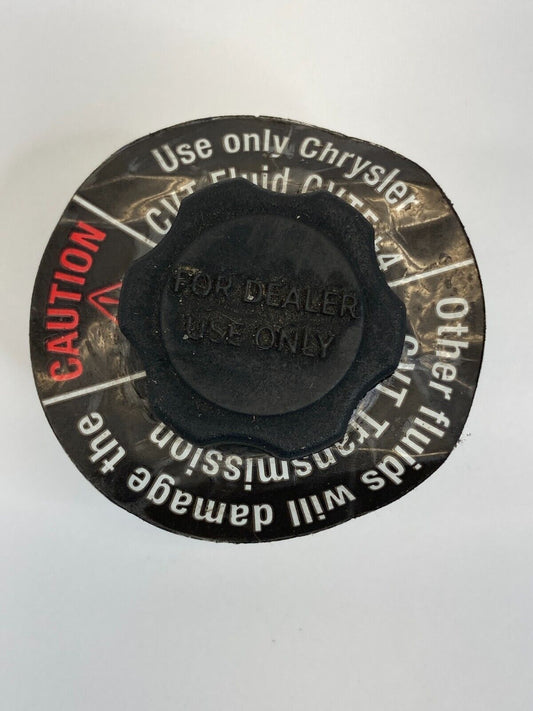 CAUTION
Use only Chrysler
CVT Fluid
Other fluids will damage the
CVT Transmission
FOR DEALER
USE ONLY